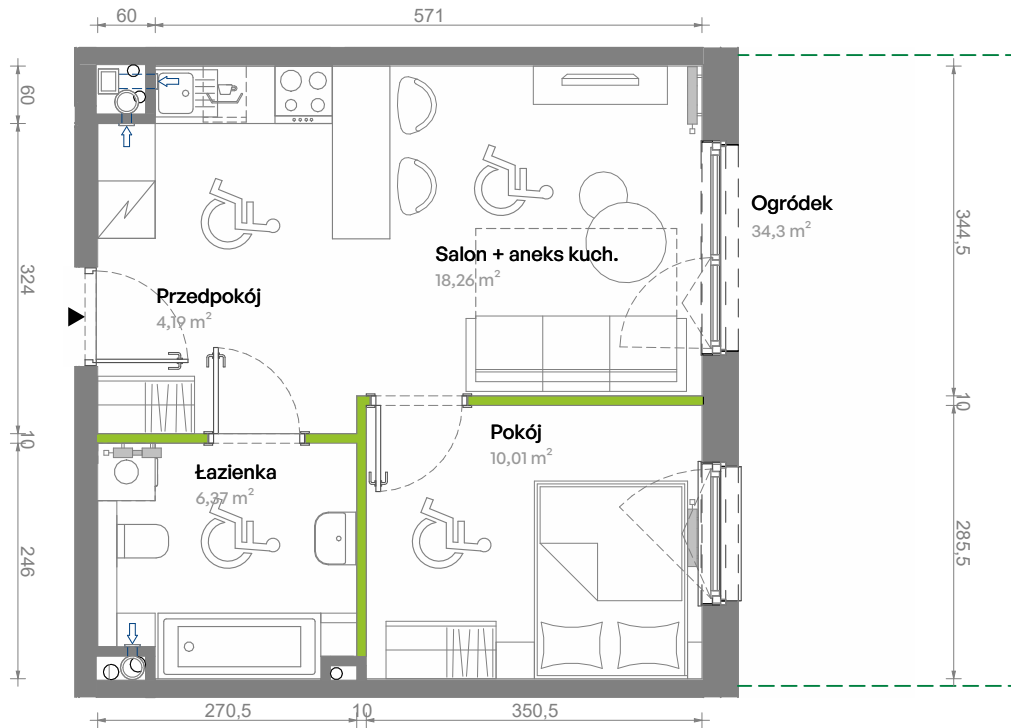 60
571
60
324
10
246
344,5
10
285,5
Ogródek
34,3 m²
Salon + aneks kuch.
18,26 m²
Przedpokój
4,19 m²
Pokój
10,01 m²
Łazienka
6,37 m²
270,5
10
350,5